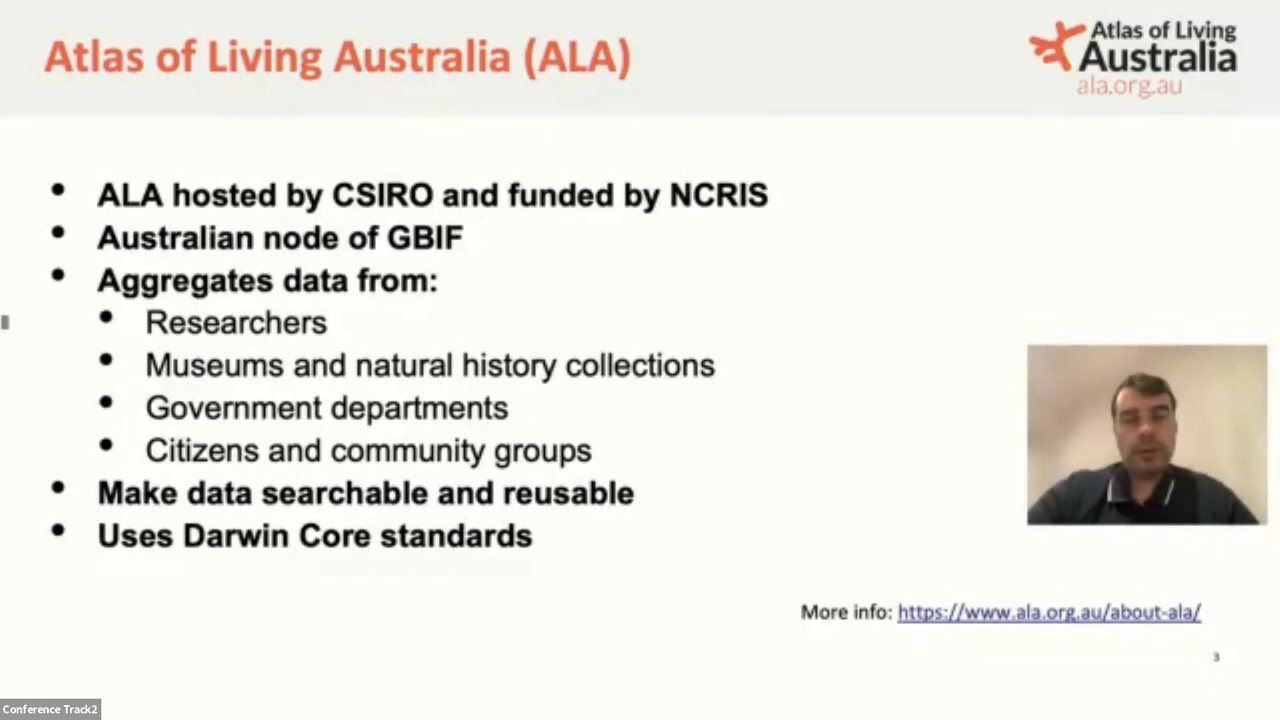 Atlas of Living Australia (ALA)
Atlas of Living
Australia
ala.org.au
• ALA hosted by CSIRO and funded by NCRIS
• Australian node of GBIF
• Aggregates data from:
• Researchers
• Museums and natural history collections
• Government departments
• Citizens and community groups
• Make data searchable and reusable
• Uses Darwin Core standards
More info: https://www.ala.org.au/about-ala/
3
Conference Track2